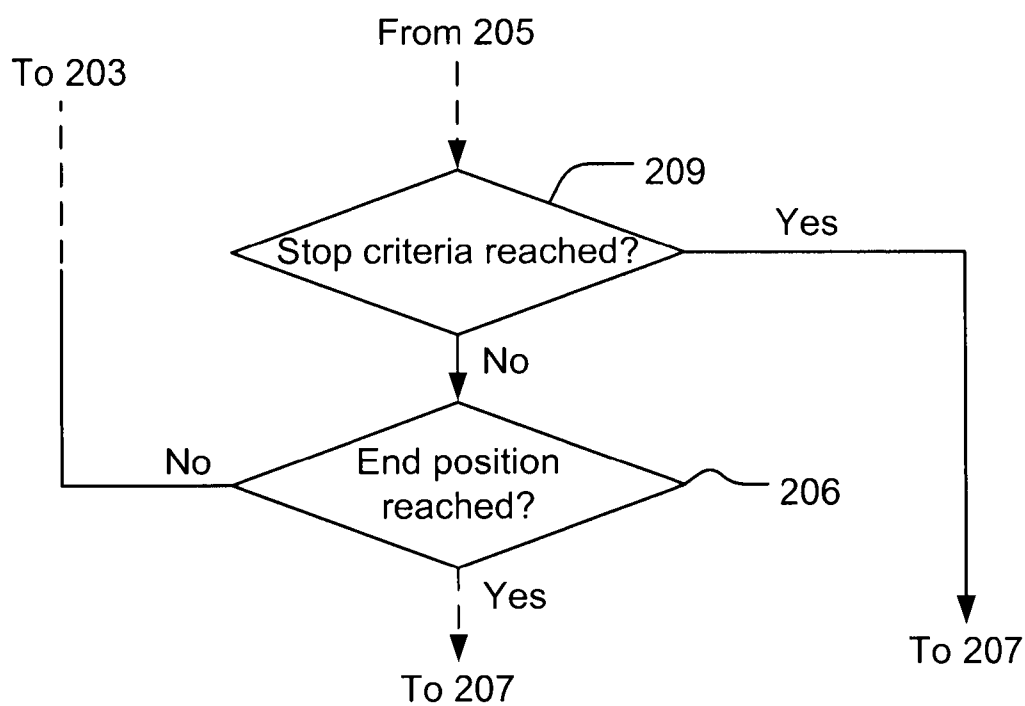 From 205
To 203
209
Yes
Stop criteria reached?
No
No
End position
reached?
206
Yes
To 207
To 207